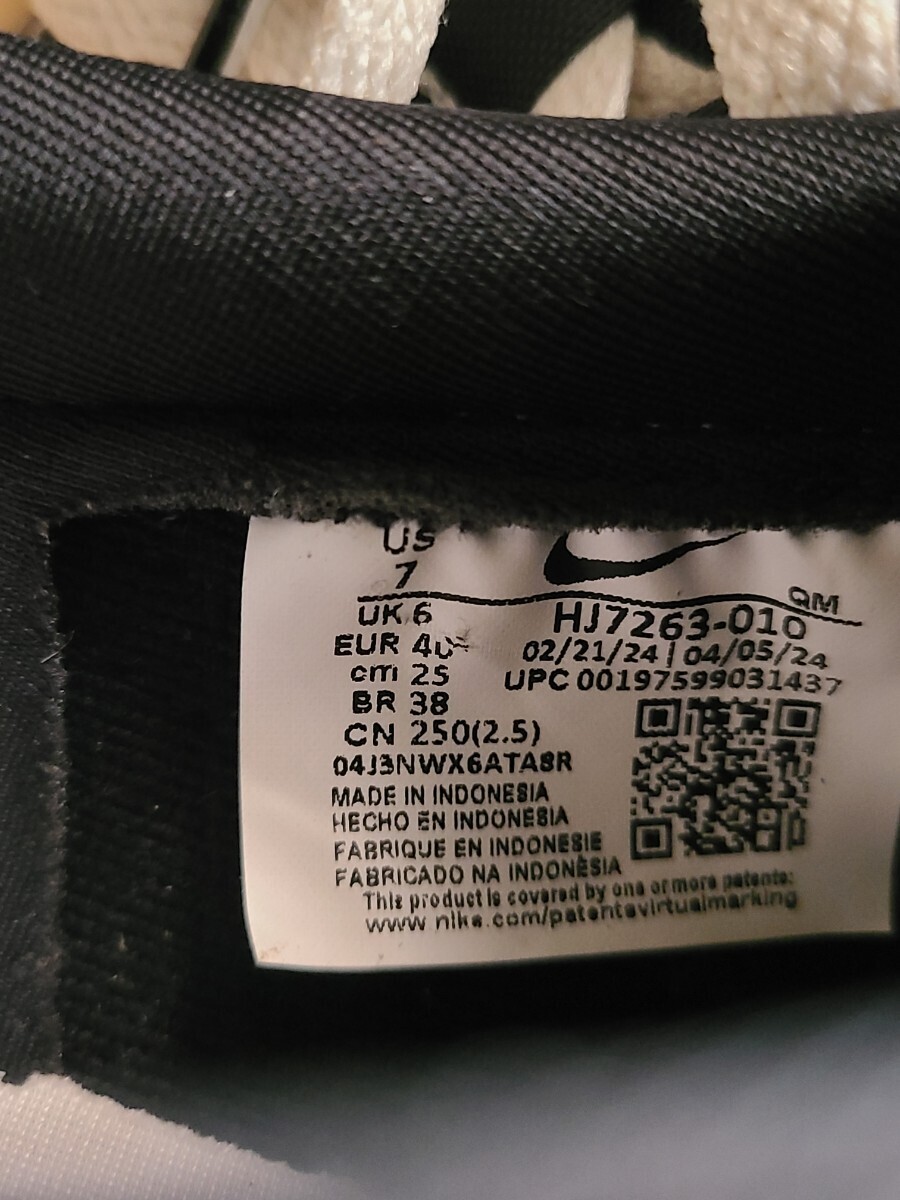 US
7
UK 6
EUR 40
cm 25
BR 38
CN 250(2.5)
04J3NWX6ATA8R
MADE IN INDONESIA
HECHO EN INDONESIA
FABRIQUE EN INDONESIE
FABRICADO NA INDONÉSIA
This product is covered by one or more patents:
www.nike.com/patentsvirtualmarking
QM
HJ7263-010
02/21/24 | 04/05/24
UPC 00197599031437